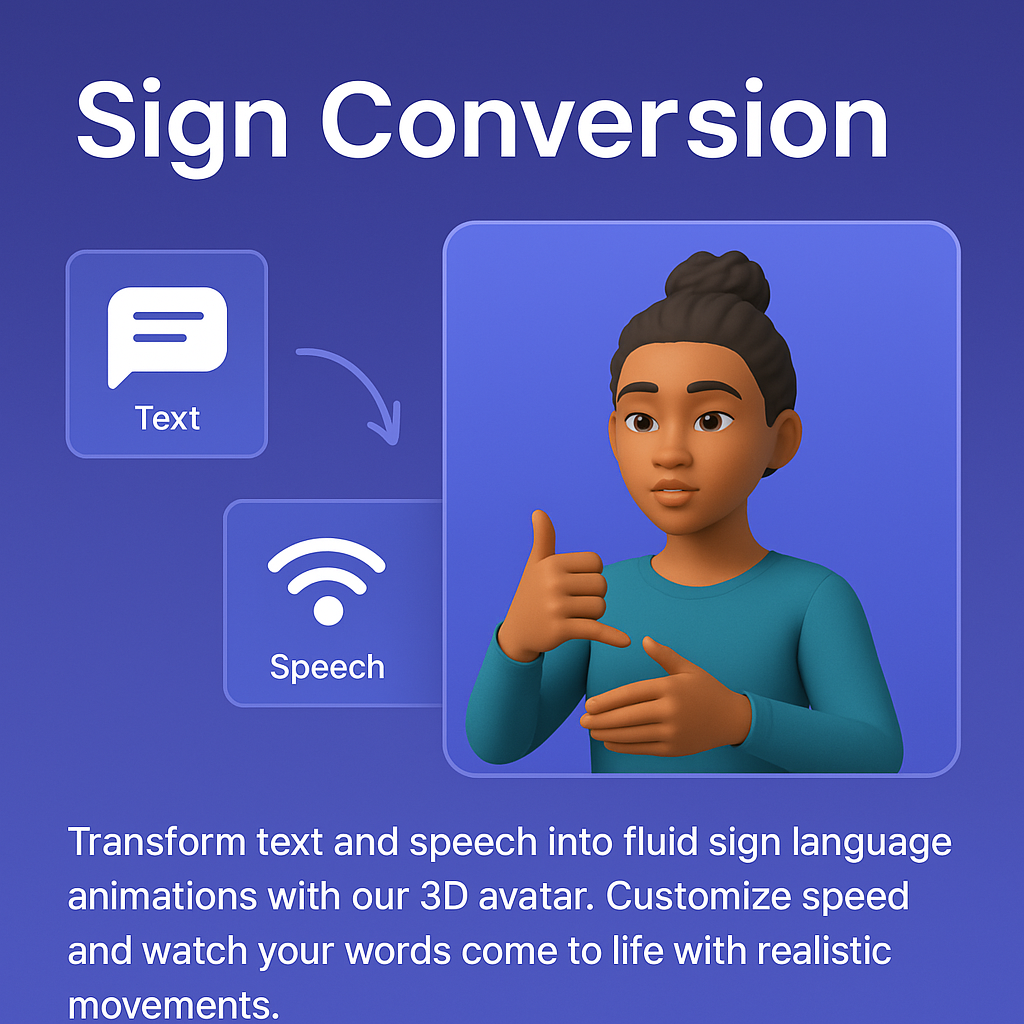 Sign Conversion
Text
Speech
Transform text and speech into fluid sign language
animations with our 3D avatar. Customize speed
and watch your words come to life with realistic
movements.